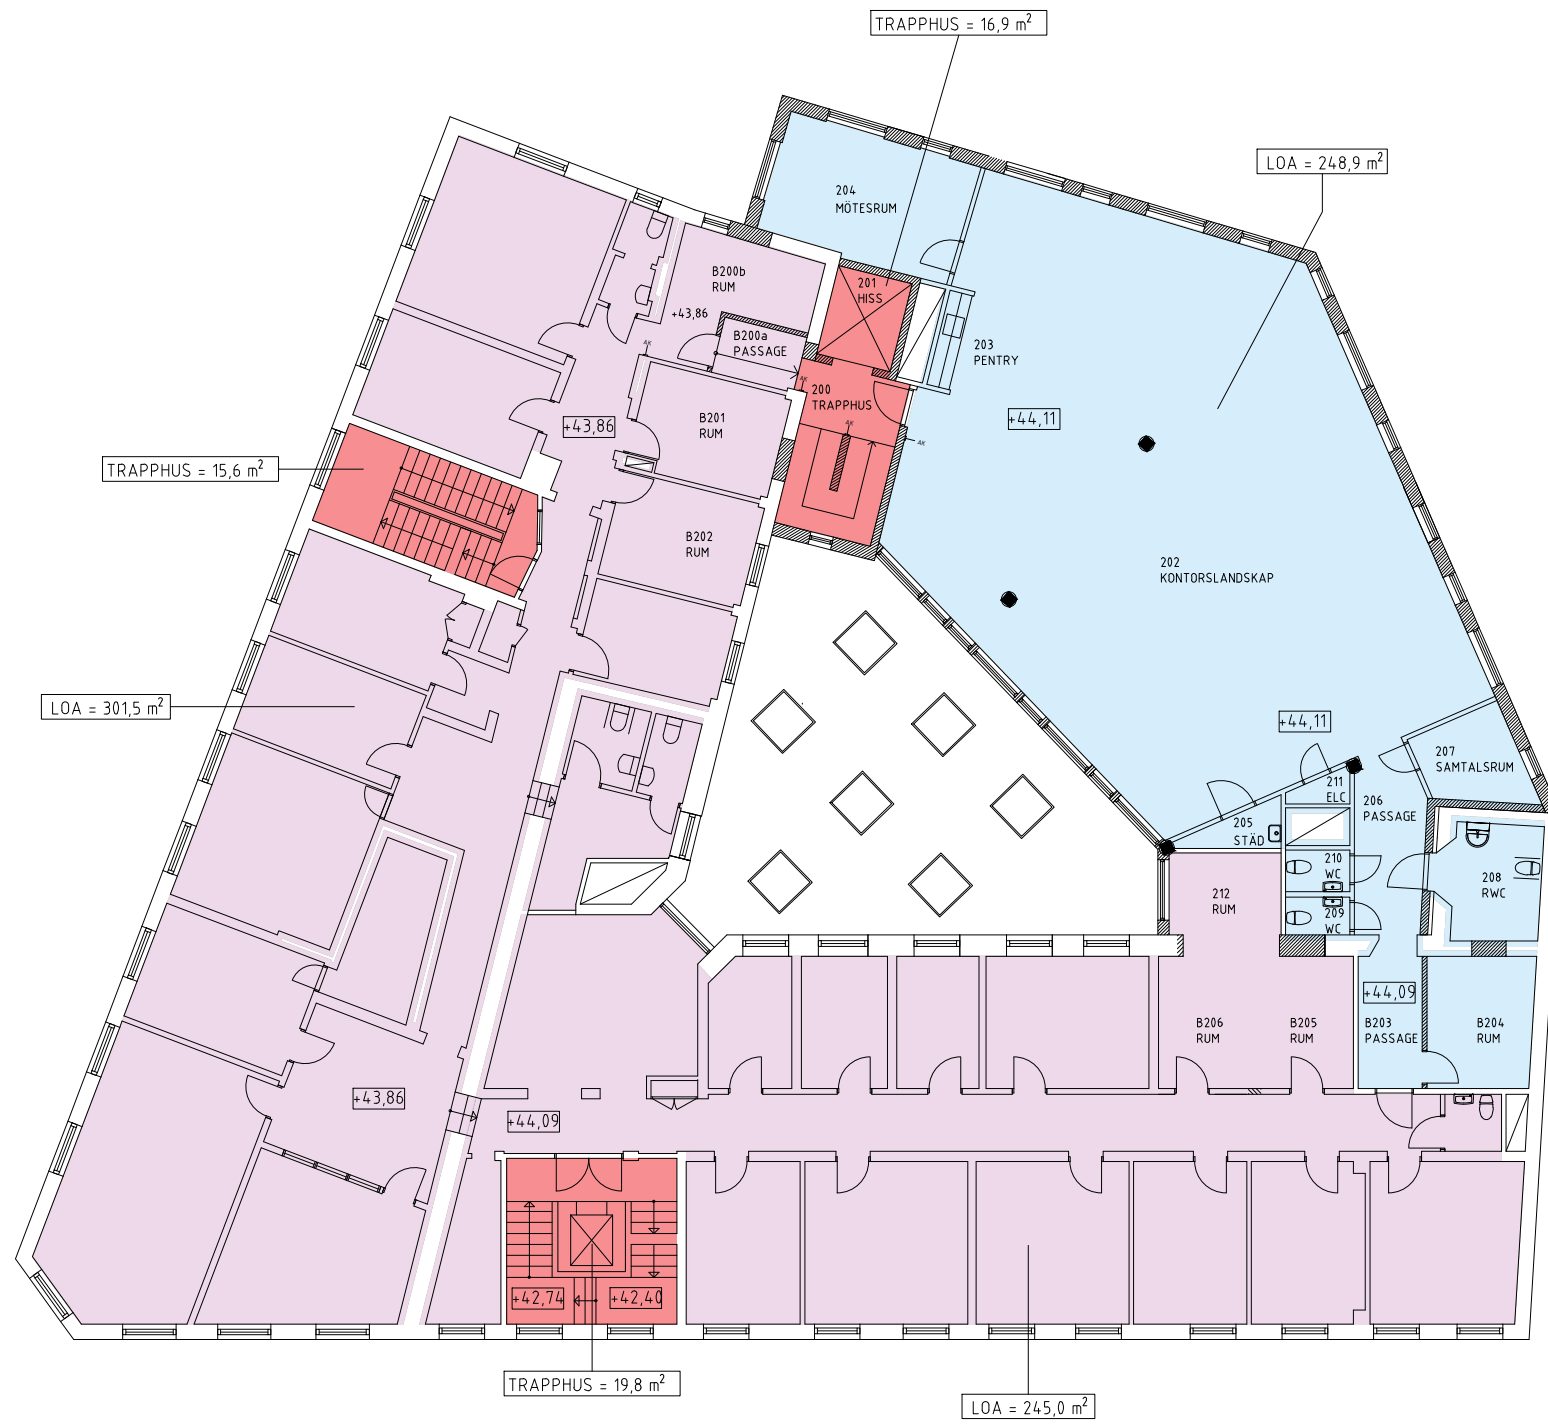 TRAPPHUS = 16,9 m²
LOA = 248,9 m²
204
MÖTESRUM
B200b
RUM
+43,86
201
HISS
B200a
PASSAGE
203
PENTRY
AK
AK
200
TRAPPHUS
AK
AK
+43,86
B201
RUM
+44,11
TRAPPHUS = 15,6 m²
B202
RUM
202
KONTORSLANDSKAP
LOA = 301,5 m²
+44,11
207
SAMTALSRUM
211
ELC
206
PASSAGE
205
STÄD
210
WC
208
RWC
212
RUM
209
WC
+44,09
B206
RUM
B205
RUM
B203
PASSAGE
B204
RUM
+43,86
+44,09
+42,74
+42,40
TRAPPHUS = 19,8 m²
LOA = 245,0 m²